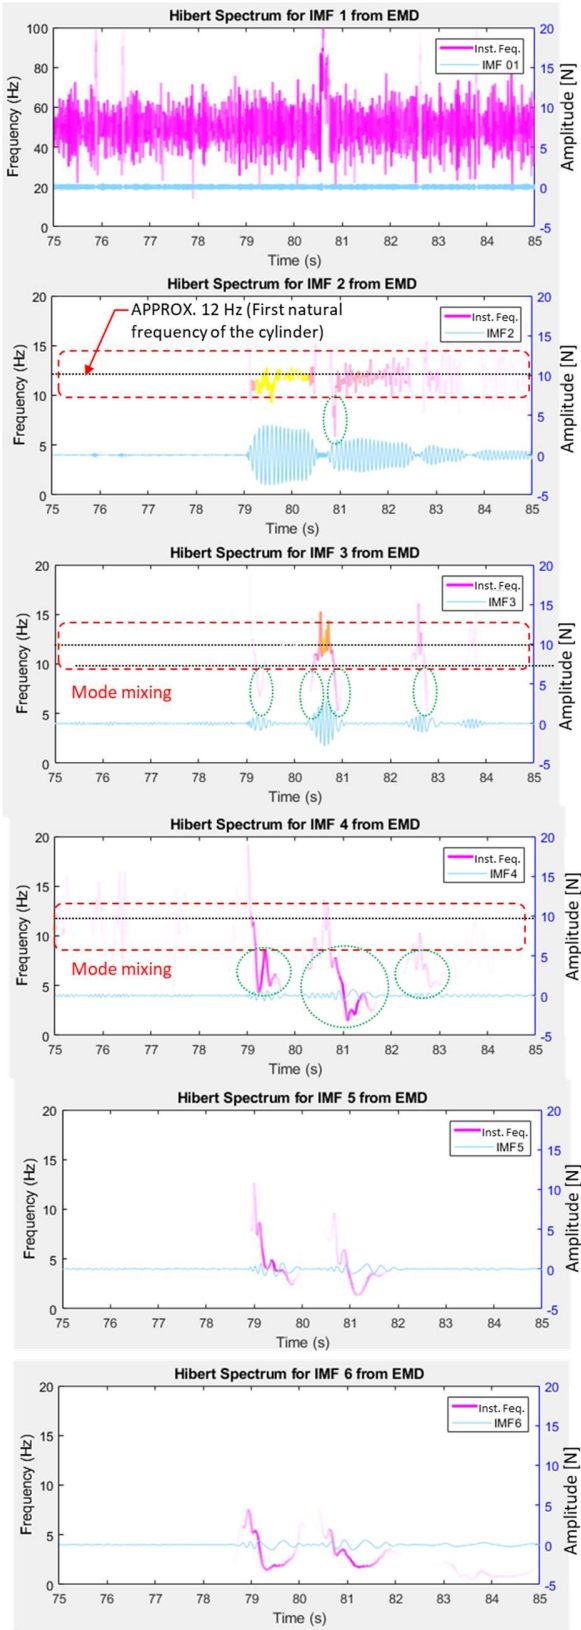 Hibert Spectrum for IMF 1 from EMD
100
80
60
40
20
0
Frequency (Hz)
Inst. Feq.
IMF 01
20
15
10
5
0
-5
Amplitude [N]
75 76 77 78 79 80 81 82 83 84 85
Time (s)
Hibert Spectrum for IMF 2 from EMD
20
15
10
5
0
Frequency (Hz)
APPROX. 12 Hz (First natural
frequency of the cylinder)
Inst. Feq.
IMF2
20
15
10
5
0
-5
Amplitude [N]
75 76 77 78 79 80 81 82 83 84 85
Time (s)
Hibert Spectrum for IMF 3 from EMD
20
15
10
5
0
Frequency (Hz)
Mode mixing
Inst. Feq.
IMF3
20
15
10
5
0
-5
Amplitude [N]
75 76 77 78 79 80 81 82 83 84 85
Time (s)
Hibert Spectrum for IMF 4 from EMD
20
15
10
5
0
Frequency (Hz)
Mode mixing
Inst. Feq.
IMF4
20
15
10
5
0
-5
Amplitude [N]
75 76 77 78 79 80 81 82 83 84 85
Time (s)
Hibert Spectrum for IMF 5 from EMD
20
15
10
5
0
Frequency (Hz)
Inst. Feq.
IMF5
20
15
10
5
0
-5
Amplitude [N]
75 76 77 78 79 80 81 82 83 84 85
Time (s)
Hibert Spectrum for IMF 6 from EMD
20
15
10
5
0
Frequency (Hz)
Inst. Feq.
IMF6
20
15
10
5
0
-5
Amplitude [N]
75 76 77 78 79 80 81 82 83 84 85
Time (s)